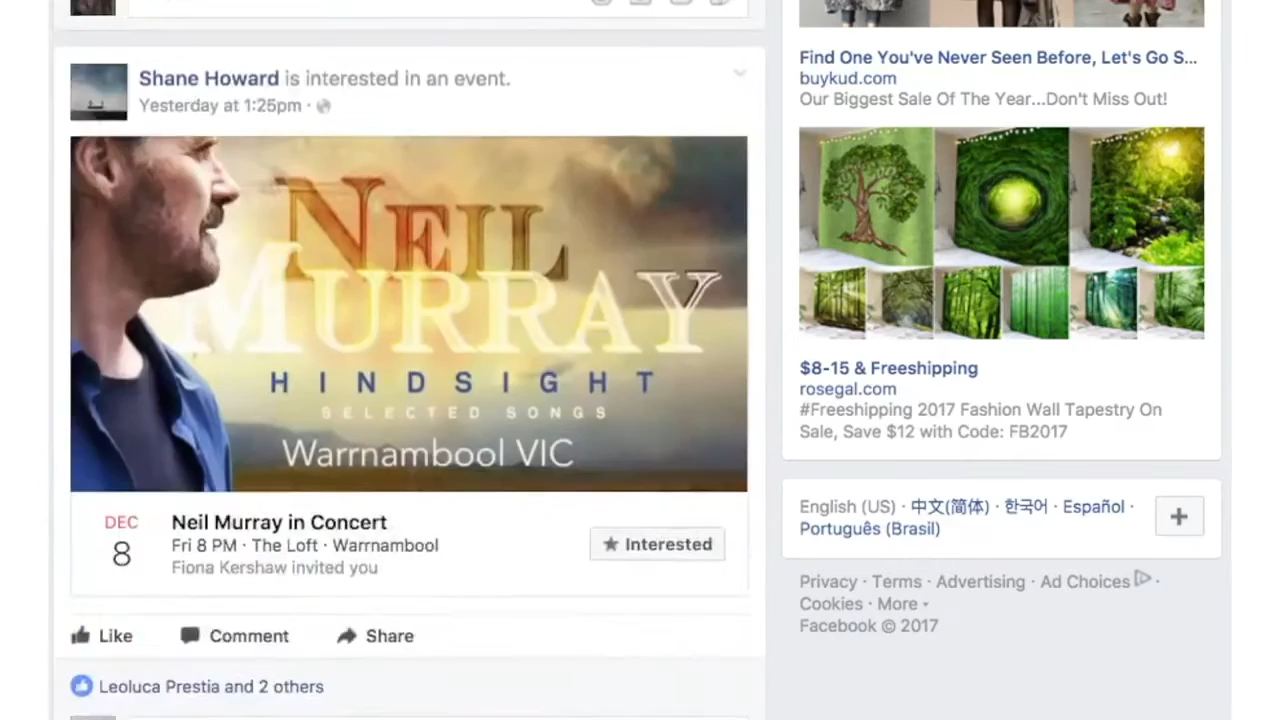 Shane Howard is interested in an event.
Yesterday at 1:25pm ·
NEIL
MURRAY
HINDSIGHT
SELECTED SONGS
Warrnambool VIC
DEC
8
Neil Murray in Concert
Fri 8 PM · The Loft · Warrnambool
Fiona Kershaw invited you
Interested
Like Comment Share
Leoluca Prestia and 2 others
Find One You've Never Seen Before, Let's Go S...
buykud.com
Our Biggest Sale Of The Year...Don't Miss Out!
$8-15 & Freeshipping
rosegal.com
#Freeshipping 2017 Fashion Wall Tapestry On
Sale, Save $12 with Code: FB2017
English (US) · 中文(简体) · 한국어 · Español ·
Português (Brasil)
Privacy · Terms · Advertising · Ad Choices ·
Cookies · More
Facebook © 2017